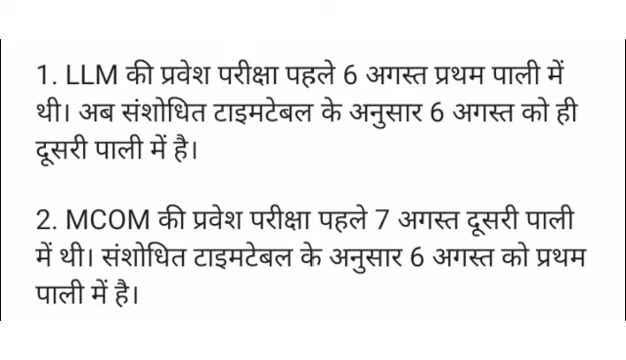 1. LLM की प्रवेश परीक्षा पहले 6 अगस्त प्रथम पाली में
थी। अब संशोधित टाइमटेबल के अनुसार 6 अगस्त को ही
दूसरी पाली में है।
2. MCOM की प्रवेश परीक्षा पहले 7 अगस्त दूसरी पाली
में थी। संशोधित टाइमटेबल के अनुसार 6 अगस्त को प्रथम
पाली में है।